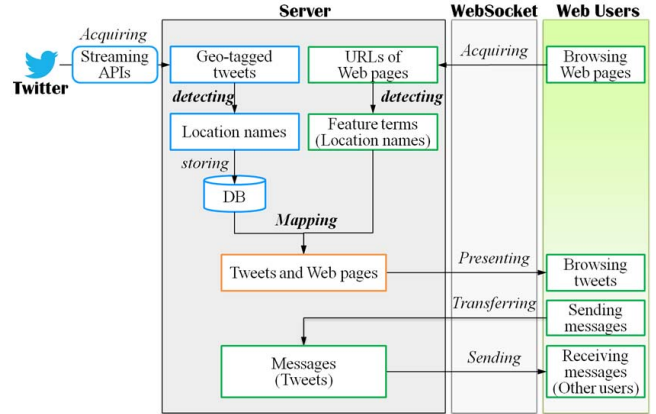 Server
WebSocket
Web Users
Acquiring
Twitter
Streaming
APIs
Geo-tagged
tweets
URLs of
Web pages
Acquiring
Browsing
Web pages
detecting
detecting
Location names
Feature terms
(Location names)
storing
DB
Mapping
Tweets and Web pages
Presenting
Browsing
tweets
Transferring
Sending
messages
Messages
(Tweets)
Sending
Receiving
messages
(Other users)